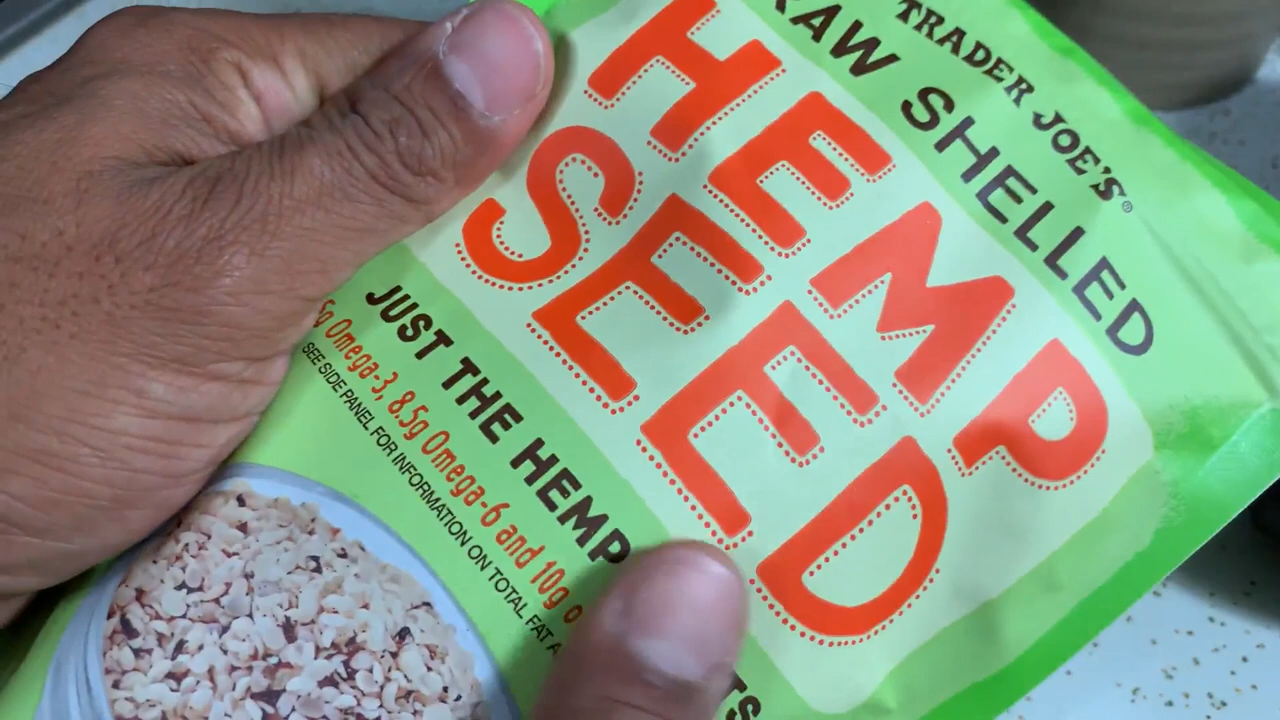 TRADER JOE'S®
RAW SHELLED
HEMP
SEED
JUST THE HEMP
5g Omega-3, 8.5g Omega-6 and 10g o
SEE SIDE PANEL FOR INFORMATION ON TOTAL FAT A